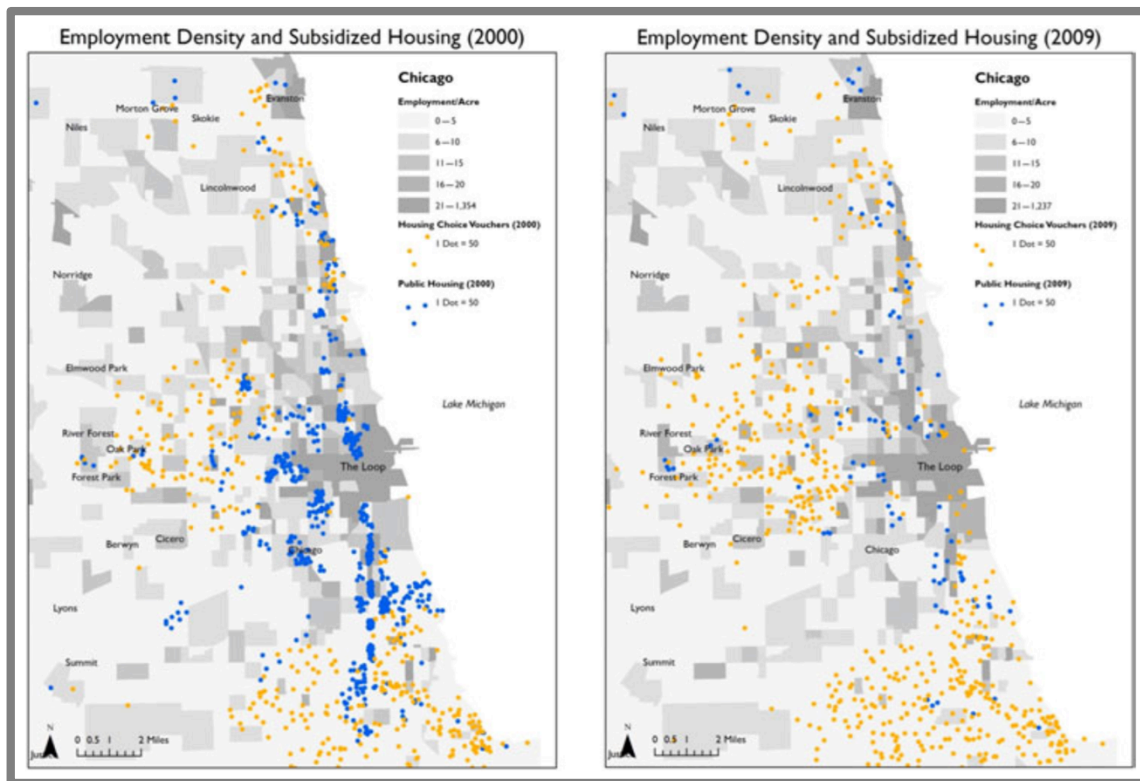 Employment Density and Subsidized Housing (2000)
Chicago
Employment/Acre
0—5
6—10
11—15
16—20
21—1,354
Housing Choice Vouchers (2000)
1 Dot = 50
Public Housing (2000)
1 Dot = 50
Evanston
Morton Grove
Skokie
Niles
Lincolnwood
Norridge
Elmwood Park
Lake Michigan
River Forest
Oak Park
The Loop
Forest Park
Cicero
Berwyn
Chicago
Lyons
Summit
N
0 0.5 1 2 Miles
Employment Density and Subsidized Housing (2009)
Chicago
Employment/Acre
0—5
6—10
11—15
16—20
21—1,237
Housing Choice Vouchers (2009)
1 Dot = 50
Public Housing (2009)
1 Dot = 50
Evanston
Morton Grove
Skokie
Niles
Lincolnwood
Norridge
Elmwood Park
Lake Michigan
River Forest
Oak Park
The Loop
Forest Park
Cicero
Berwyn
Chicago
Lyons
Summit
N
0 0.5 1 2 Miles